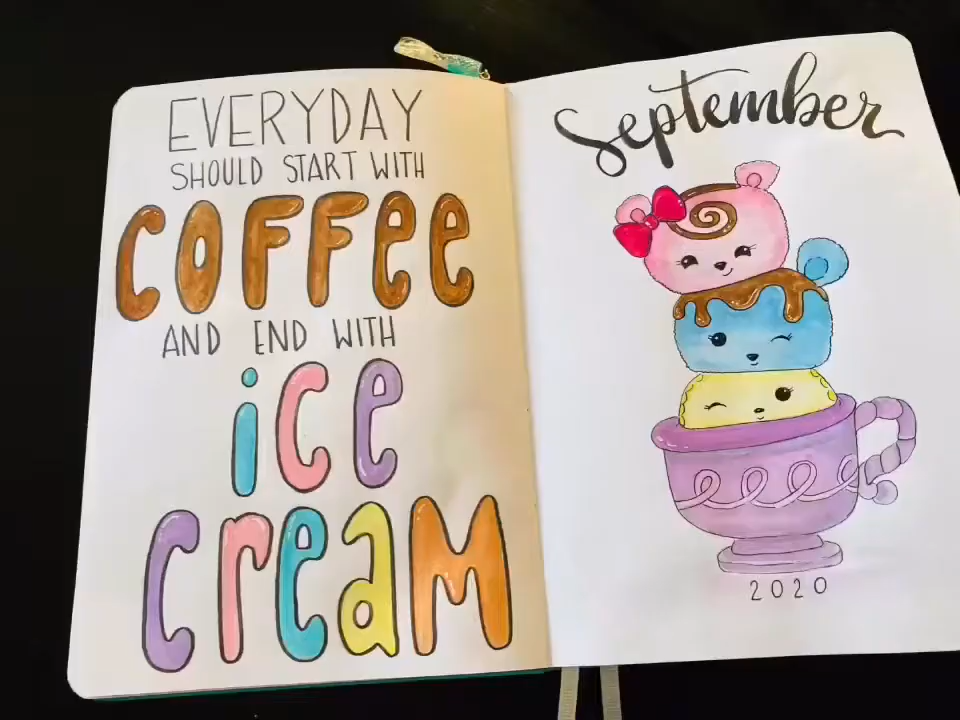 EVERYDAY
SHOULD START WITH
COFFEE
AND END WITH
ice
creaM
September
2020